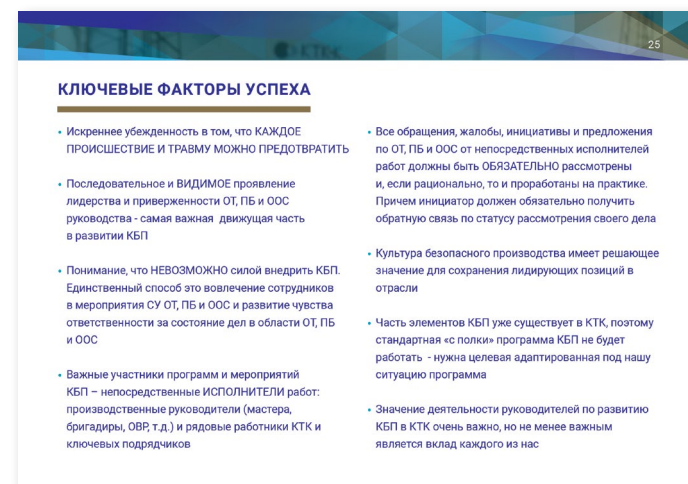 25
КЛЮЧЕВЫЕ ФАКТОРЫ УСПЕХА
• Искреннее убежденность в том, что КАЖДОЕ
ПРОИСШЕСТВИЕ И ТРАВМУ МОЖНО ПРЕДОТВРАТИТЬ
• Последовательное и ВИДИМОЕ проявление
лидерства и приверженности ОТ, ПБ и ООС
руководства - самая важная движущая часть
в развитии КБП
• Понимание, что НЕВОЗМОЖНО силой внедрить КБП.
Единственный способ это вовлечение сотрудников
в мероприятия СУ ОТ, ПБ и ООС и развитие чувства
ответственности за состояние дел в области ОТ, ПБ
и ООС
• Важные участники программ и мероприятий
КБП – непосредственные ИСПОЛНИТЕЛИ работ:
производственные руководители (мастера,
бригадиры, ОВР, т.д.) и рядовые работники КТК и
ключевых подрядчиков
• Все обращения, жалобы, инициативы и предложения
по ОТ, ПБ и ООС от непосредственных исполнителей
работ должны быть ОБЯЗАТЕЛЬНО рассмотрены
и, если рационально, то и проработаны на практике.
Причем инициатор должен обязательно получить
обратную связь по статусу рассмотрения своего дела
• Культура безопасного производства имеет решающее
значение для сохранения лидирующих позиций в
отрасли
• Часть элементов КБП уже существует в КТК, поэтому
стандартная «с полки» программа КБП не будет
работать - нужна целевая адаптированная под нашу
ситуацию программа
• Значение деятельности руководителей по развитию
КБП в КТК очень важно, но не менее важным
является вклад каждого из нас